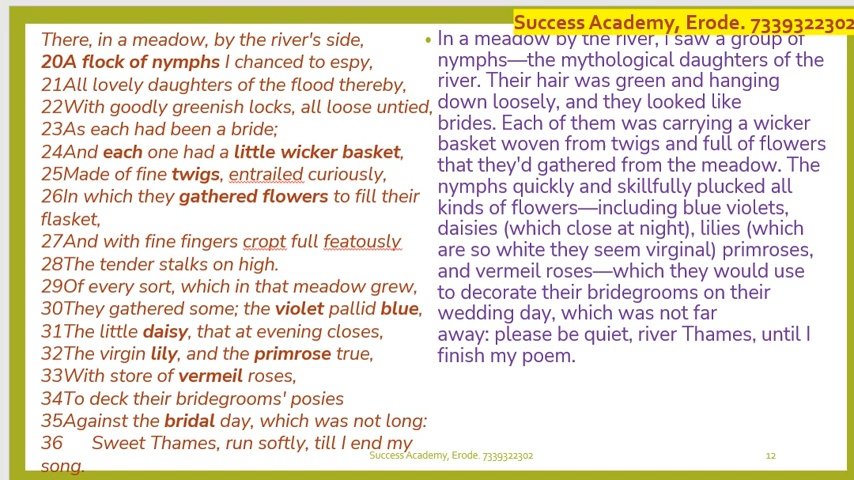 Success Academy, Erode. 7339322302
There, in a meadow, by the river's side,
20A flock of nymphs I chanced to espy,
21All lovely daughters of the flood thereby,
22With goodly greenish locks, all loose untied,
23As each had been a bride;
24And each one had a little wicker basket,
25Made of fine twigs, entrailed curiously,
26In which they gathered flowers to fill their
flasket,
27And with fine fingers cropt full featously
28The tender stalks on high.
29Of every sort, which in that meadow grew,
30They gathered some; the violet pallid blue,
31The little daisy, that at evening closes,
32The virgin lily, and the primrose true,
33With store of vermeil roses,
34To deck their bridegrooms' posies
35Against the bridal day, which was not long:
36 Sweet Thames, run softly, till I end my
song.
• In a meadow by the river, I saw a group of
nymphs—the mythological daughters of the
river. Their hair was green and hanging
down loosely, and they looked like
brides. Each of them was carrying a wicker
basket woven from twigs and full of flowers
that they'd gathered from the meadow. The
nymphs quickly and skillfully plucked all
kinds of flowers—including blue violets,
daisies (which close at night), lilies (which
are so white they seem virginal) primroses,
and vermeil roses—which they would use
to decorate their bridegrooms on their
wedding day, which was not far
away: please be quiet, river Thames, until I
finish my poem.
Success Academy, Erode. 7339322302
12